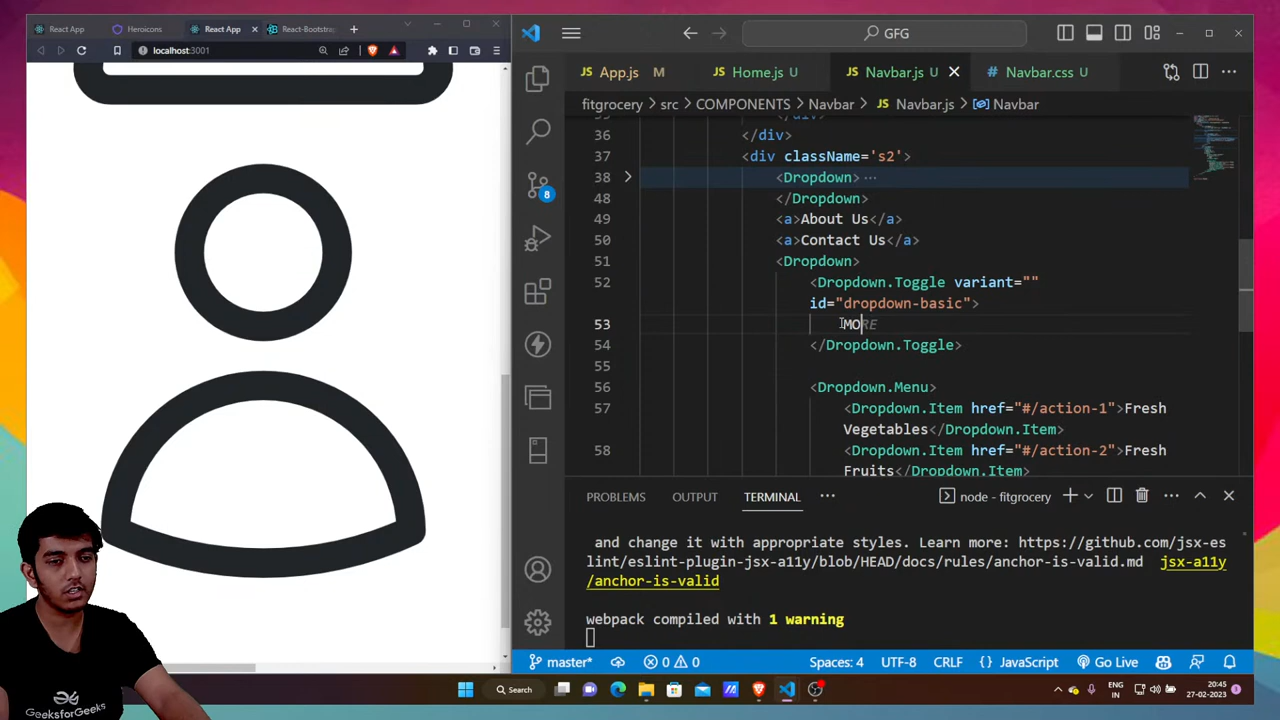 React App
Heroicons
React App
React-Bootstrap
localhost:3001
GFG
App.js M
Home.js U
Navbar.js U
Navbar.css U
fitgrocery > src > COMPONENTS > Navbar > JS Navbar.js > Navbar
36 </div>
37 <div className='s2'>
38 <Dropdown> ···
48 </Dropdown>
49 <a>About Us</a>
50 <a>Contact Us</a>
51 <Dropdown>
52 <Dropdown.Toggle variant=""
id="dropdown-basic">
53 MORE
54 </Dropdown.Toggle>
55
56 <Dropdown.Menu>
57 <Dropdown.Item href="#/action-1">Fresh
Vegetables</Dropdown.Item>
58 <Dropdown.Item href="#/action-2">Fresh
Fruits</Dropdown.Item>
8
PROBLEMS OUTPUT TERMINAL ··· node - fitgrocery
and change it with appropriate styles. Learn more: https://github.com/jsx-es
lint/eslint-plugin-jsx-a11y/blob/HEAD/docs/rules/anchor-is-valid.md jsx-a11y
/anchor-is-valid
webpack compiled with 1 warning
master* 0 0 Spaces: 4 UTF-8 CRLF {} JavaScript Go Live
Search
ENG
IN
20:45
27-02-2023
GeeksforGeeks